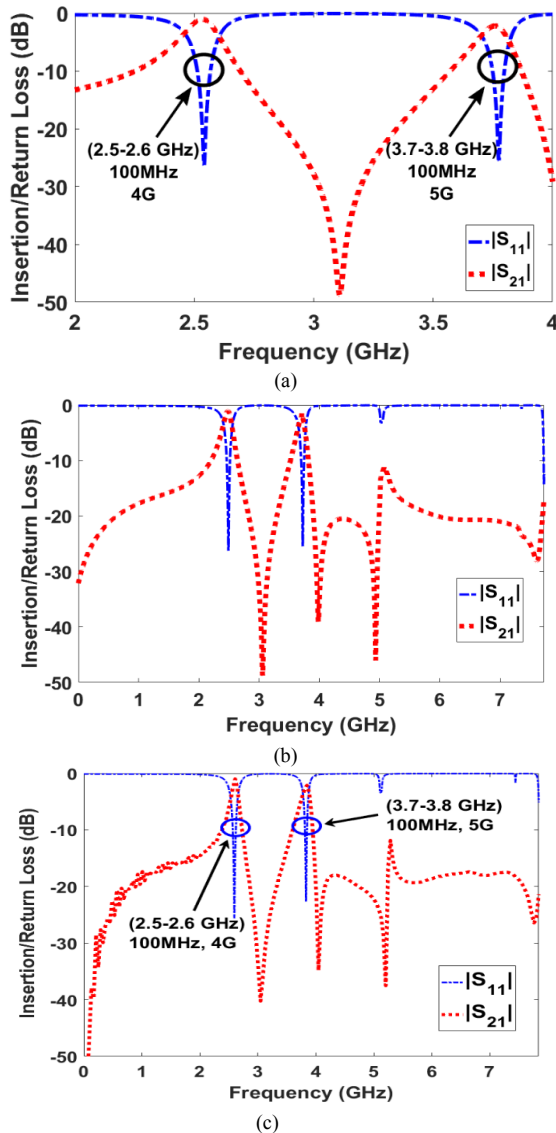 Insertion/Return Loss (dB)
0
-10
-20
-30
-40
-50
(2.5-2.6 GHz)
100MHz
4G
(3.7-3.8 GHz)
100MHz
5G
|S11|
|S21|
2
2.5
3
3.5
4
Frequency (GHz)
(a)
Insertion/Return Loss (dB)
0
-10
-20
-30
-40
-50
|S11|
|S21|
0
1
2
3
4
5
6
7
Frequency (GHz)
(b)
Insertion/Return Loss (dB)
0
-10
-20
-30
-40
-50
(3.7-3.8 GHz)
100MHz, 5G
(2.5-2.6 GHz)
100MHz, 4G
|S11|
|S21|
0
1
2
3
4
5
6
7
Frequency (GHz)
(c)